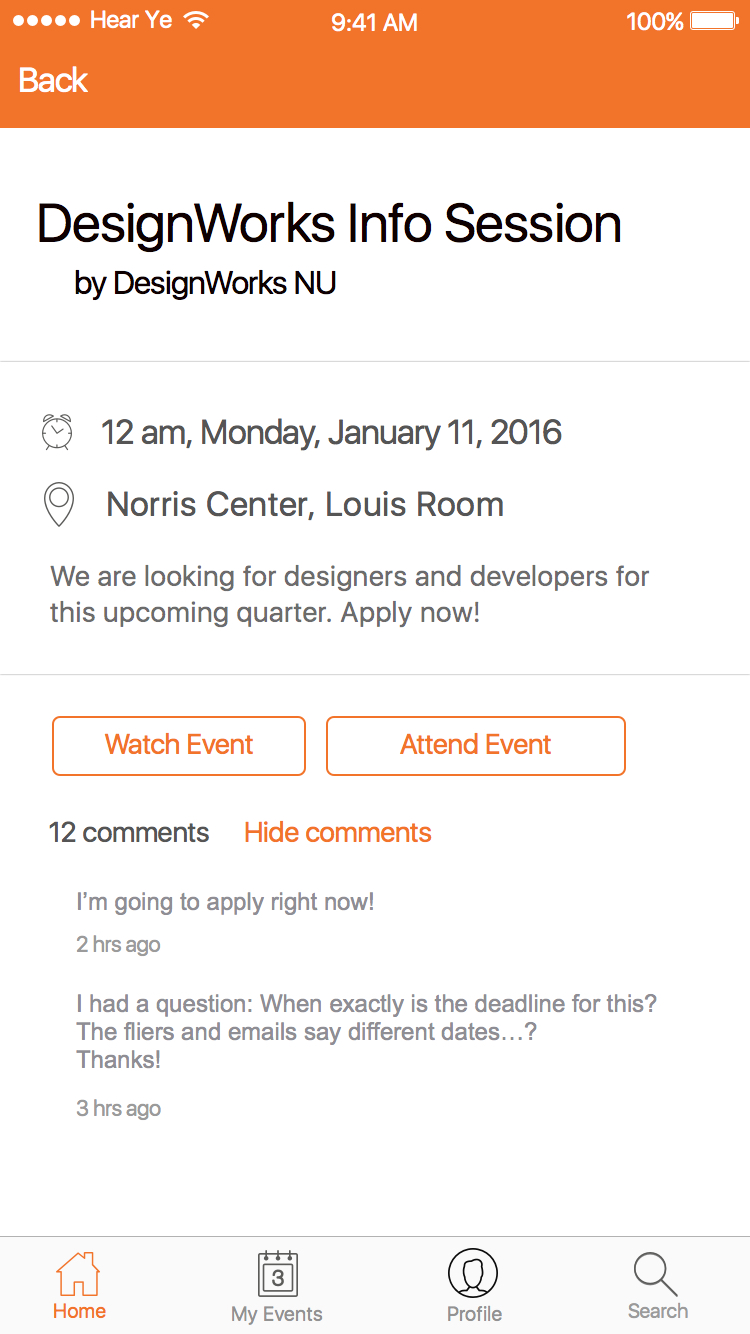 Hear Ye 9:41 AM 100%
Back
DesignWorks Info Session
by DesignWorks NU
12 am, Monday, January 11, 2016
Norris Center, Louis Room
We are looking for designers and developers for
this upcoming quarter. Apply now!
Watch Event Attend Event
12 comments Hide comments
I’m going to apply right now!
2 hrs ago
I had a question: When exactly is the deadline for this?
The fliers and emails say different dates…?
Thanks!
3 hrs ago
3
Home My Events Profile Search